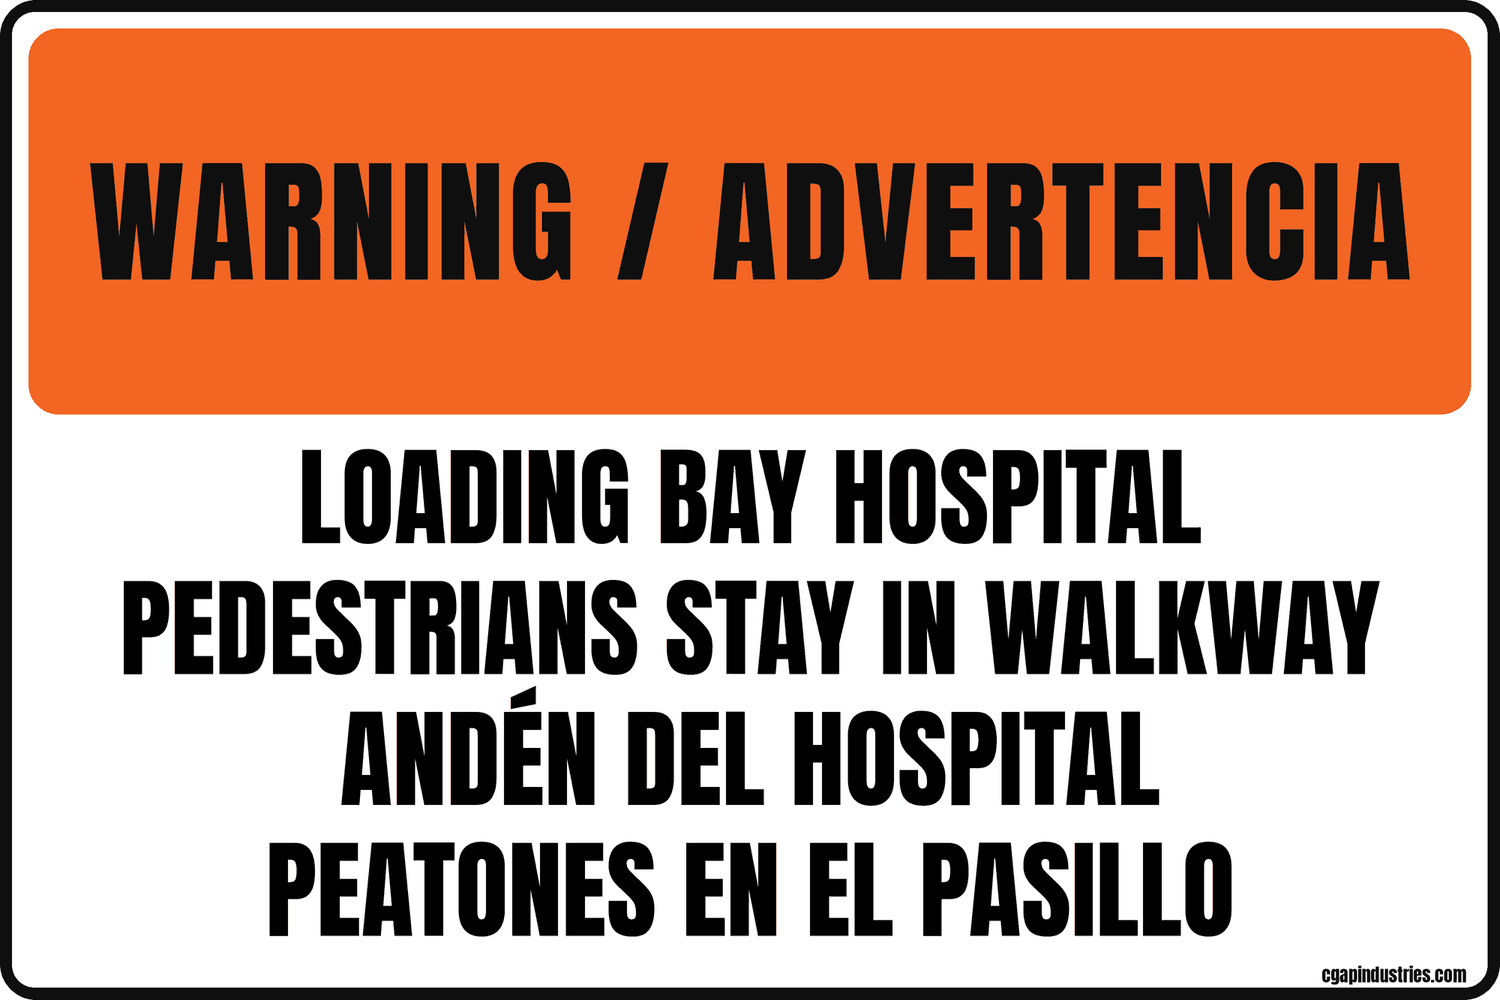 WARNING / ADVERTENCIA
LOADING BAY HOSPITAL
PEDESTRIANS STAY IN WALKWAY
ANDÉN DEL HOSPITAL
PEATONES EN EL PASILLO
cgapindustries.com